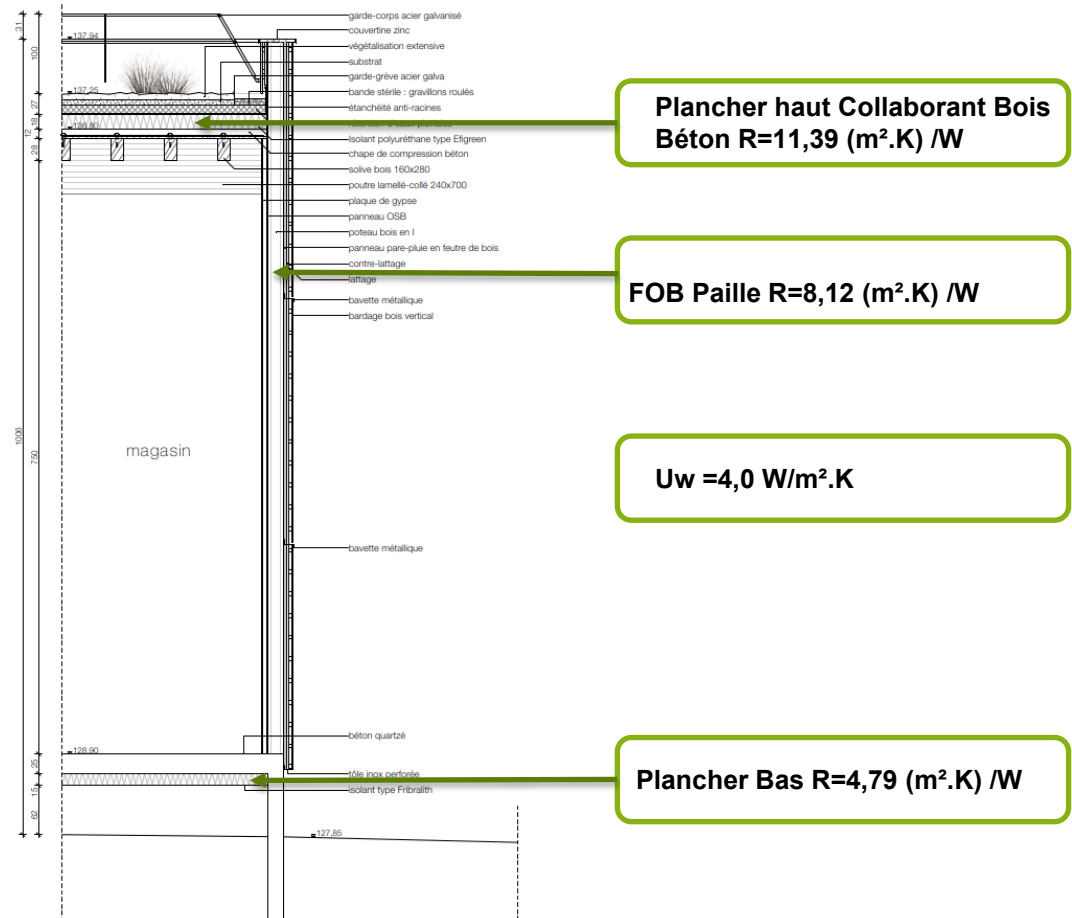 garde-corps acier galvanisé
couvertine zinc
végétalisation extensive
substrat
garde-grève acier galva
bande stérile : gravillons roulés
étanchéité anti-racines
Isolant polyuréthane type Efigreen
chape de compression béton
solive bois 160x280
poutre lamellé-collé 240x700
plaque de gypse
panneau OSB
poteau bois en I
panneau pare-pluie en feutre de bois
contre-lattage
lattage
bavette métallique
bardage bois vertical
bavette métallique
béton quartzé
tôle inox perforée
isolant type Fribralith
137,94
137,25
136,80
128,90
127,85
31
100
27
18
12
28
1006
750
25
15
62
magasin
Plancher haut Collaborant Bois
Béton R=11,39 (m².K) /W
FOB Paille R=8,12 (m².K) /W
Uw =4,0 W/m².K
Plancher Bas R=4,79 (m².K) /W